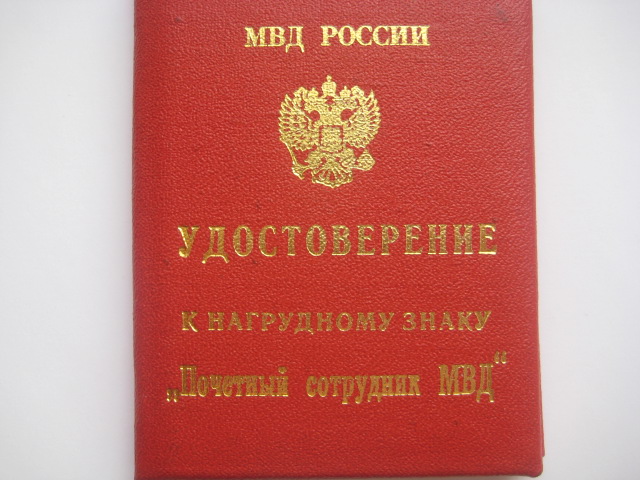 МВД РОССИИ
УДОСТОВЕРЕНИЕ
К НАГРУДНОМУ ЗНАКУ
„Почетный сотрудник МВД“